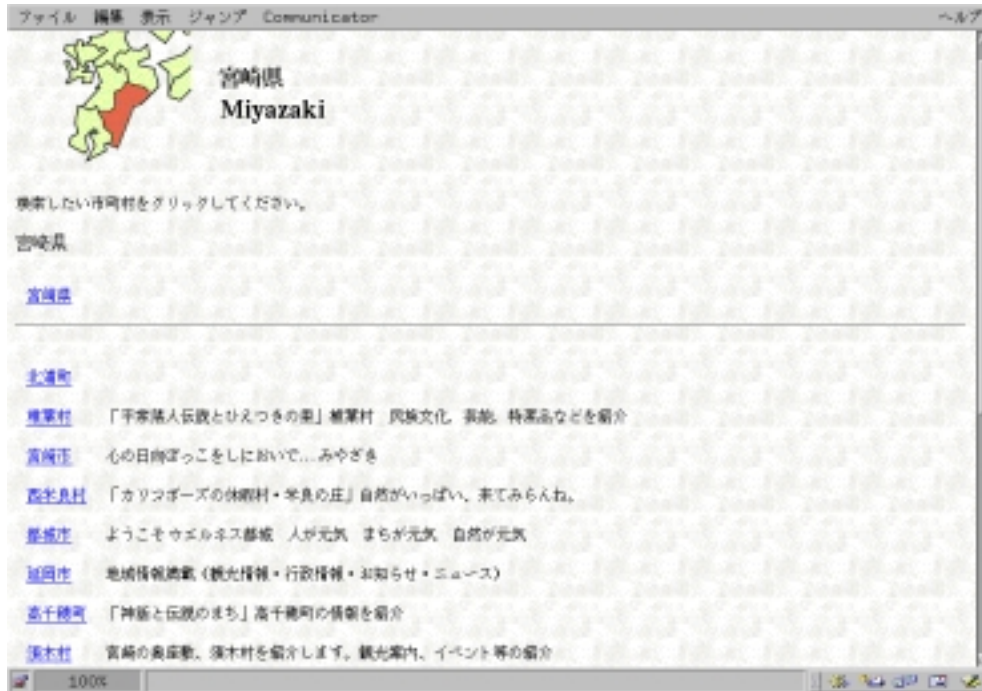 ファイル 編集 表示 ジャンプ Communicator ヘルプ
宮崎県
Miyazaki
検索したい市町村をクリックしてください。
宮崎県
宮崎県
北浦町
椎葉村 「平家落人伝説とひえつきの里」椎葉村 民族文化、芸能、特産品などを紹介
宮崎市 心の日向ぼっこをしにおいで...みやざき
西米良村 「カリコボーズの休暇村・米良の庄」自然がいっぱい、来てみらんね。
都城市 ようこそウエルネス都城 人が元気 まちが元気 自然が元気
延岡市 地域情報満載（観光情報・行政情報・お知らせ・ニュース）
高千穂町 「神話と伝説のまち」高千穂町の情報を紹介
須木村 宮崎の奥座敷、須木村を紹介します。観光案内、イベント等の紹介
100%